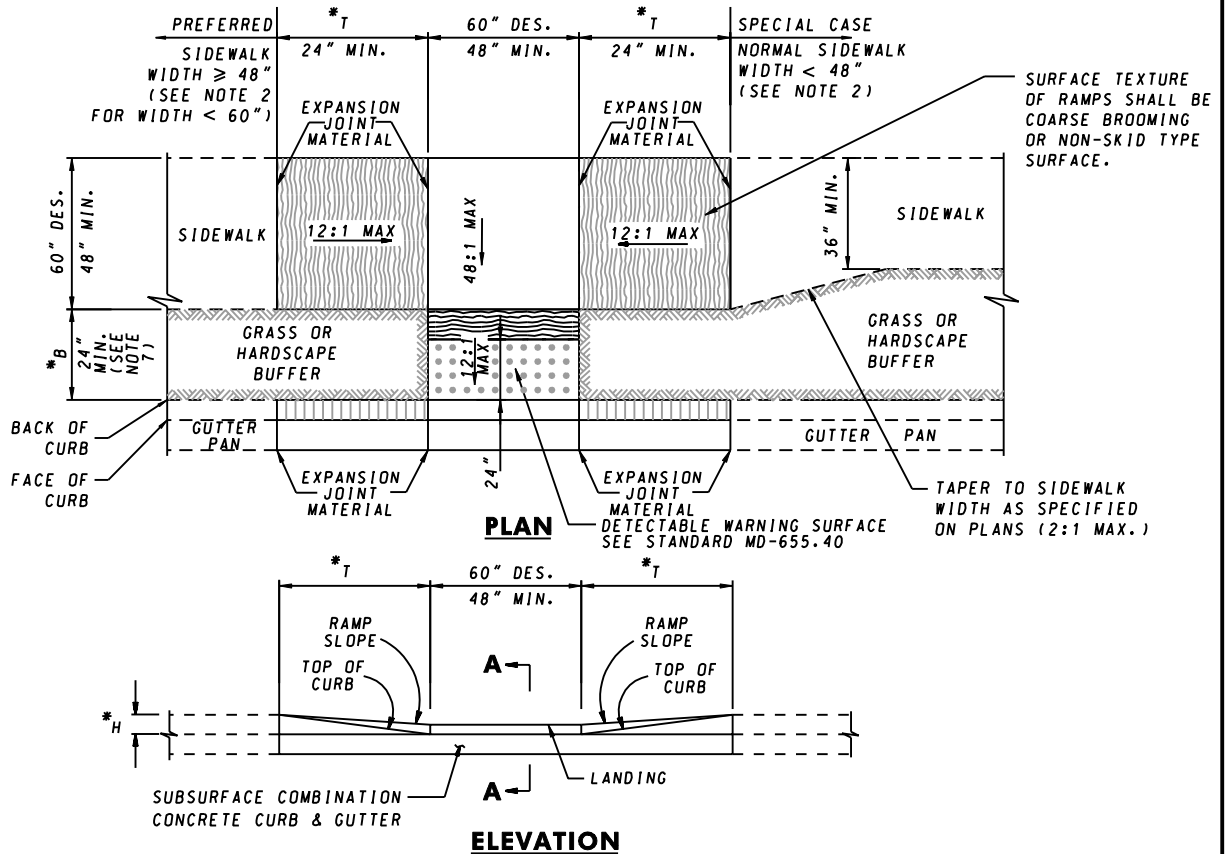 PREFERRED
SIDEWALK
WIDTH ≥ 48"
(SEE NOTE 2
FOR WIDTH < 60")
*T
24" MIN.
60" DES.
48" MIN.
*T
24" MIN.
SPECIAL CASE
NORMAL SIDEWALK
WIDTH < 48"
(SEE NOTE 2)
EXPANSION
JOINT
MATERIAL
EXPANSION
JOINT
MATERIAL
SURFACE TEXTURE
OF RAMPS SHALL BE
COARSE BROOMING
OR NON-SKID TYPE
SURFACE.
60" DES.
48" MIN.
SIDEWALK
12:1 MAX
48:1 MAX
12:1 MAX
36" MIN.
SIDEWALK
*B
24"
MIN.
(SEE
NOTE
7)
GRASS OR
HARDSCAPE
BUFFER
12:1
MAX
GRASS OR
HARDSCAPE
BUFFER
BACK OF
CURB
FACE OF
CURB
GUTTER
PAN
GUTTER PAN
EXPANSION
JOINT
MATERIAL
24"
EXPANSION
JOINT
MATERIAL
PLAN
DETECTABLE WARNING SURFACE
SEE STANDARD MD-655.40
TAPER TO SIDEWALK
WIDTH AS SPECIFIED
ON PLANS (2:1 MAX.)
*T
60" DES.
48" MIN.
*T
RAMP
SLOPE
TOP OF
CURB
A
RAMP
SLOPE
TOP OF
CURB
*H
A
LANDING
SUBSURFACE COMBINATION
CONCRETE CURB & GUTTER
ELEVATION